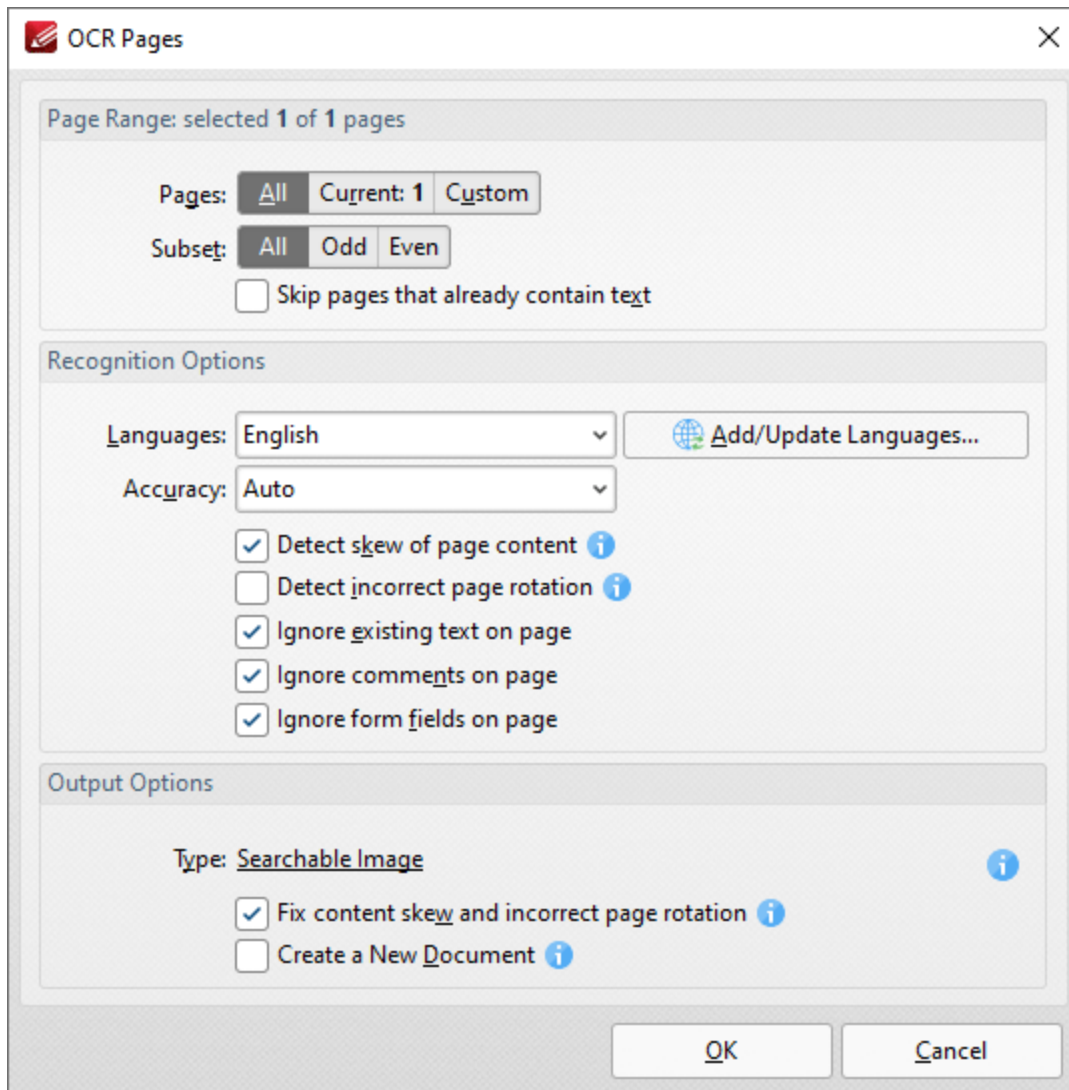 OCR Pages
Page Range: selected 1 of 1 pages
Pages: All Current: 1 Custom
Subset: All Odd Even
Skip pages that already contain text
Recognition Options
Languages: English Add/Update Languages...
Accuracy: Auto
Detect skew of page content
Detect incorrect page rotation
Ignore existing text on page
Ignore comments on page
Ignore form fields on page
Output Options
Type: Searchable Image
Fix content skew and incorrect page rotation
Create a New Document
OK Cancel